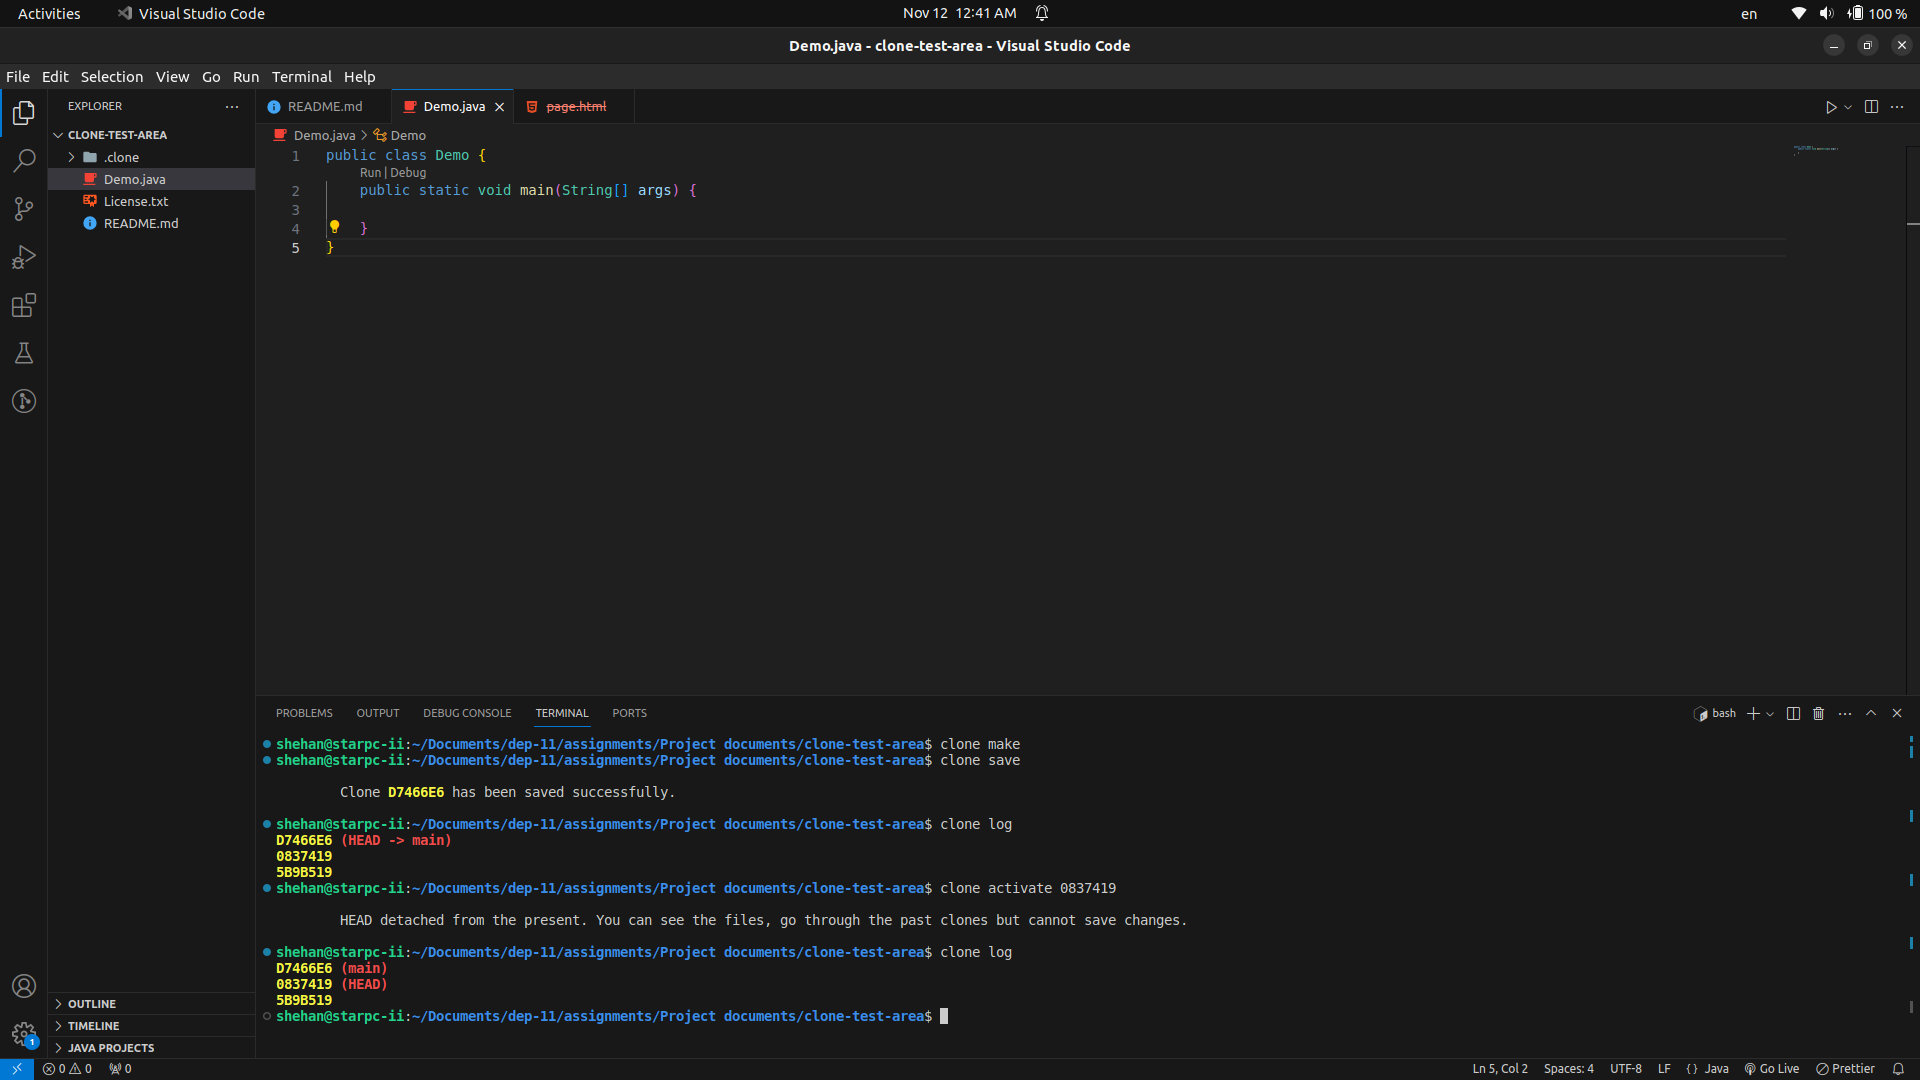 Activities Visual Studio Code Nov 12 12:41 AM en 100 %
Demo.java - clone-test-area - Visual Studio Code
File Edit Selection View Go Run Terminal Help
EXPLORER
CLONE-TEST-AREA
.clone
Demo.java
License.txt
README.md
OUTLINE
TIMELINE
JAVA PROJECTS
1
README.md Demo.java page.html
Demo.java > Demo
1 public class Demo {
Run | Debug
2 public static void main(String[] args) {
3
4 }
5 }
PROBLEMS OUTPUT DEBUG CONSOLE TERMINAL PORTS bash
shehan@starpc-ii:~/Documents/dep-11/assignments/Project documents/clone-test-area$ clone make
shehan@starpc-ii:~/Documents/dep-11/assignments/Project documents/clone-test-area$ clone save
Clone D7466E6 has been saved successfully.
shehan@starpc-ii:~/Documents/dep-11/assignments/Project documents/clone-test-area$ clone log
D7466E6 (HEAD -> main)
0837419
5B9B519
shehan@starpc-ii:~/Documents/dep-11/assignments/Project documents/clone-test-area$ clone activate 0837419
HEAD detached from the present. You can see the files, go through the past clones but cannot save changes.
shehan@starpc-ii:~/Documents/dep-11/assignments/Project documents/clone-test-area$ clone log
D7466E6 (main)
0837419 (HEAD)
5B9B519
shehan@starpc-ii:~/Documents/dep-11/assignments/Project documents/clone-test-area$
0 0 0 Ln 5, Col 2 Spaces: 4 UTF-8 LF {} Java Go Live Prettier